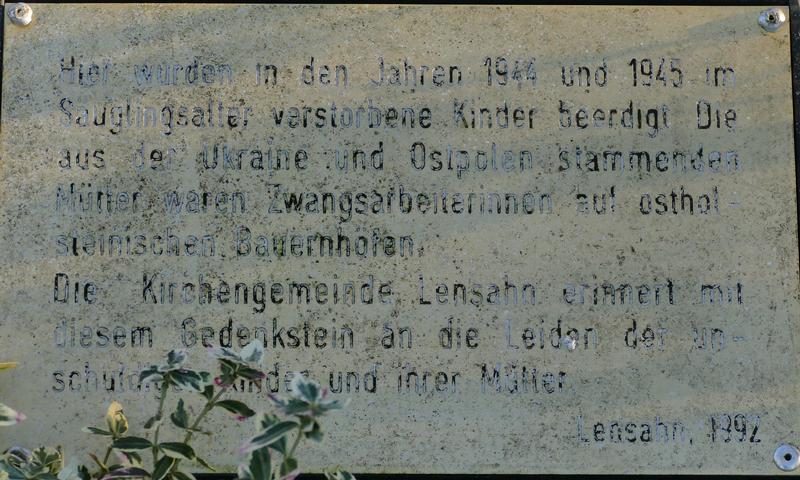 Hier wurden in den Jahren 1944 und 1945 im
Säuglingsalter verstorbene Kinder beerdigt. Die
aus der Ukraine und Ostpolen stammenden
Mütter waren Zwangsarbeiterinnen auf osthol-
steinischen Bauernhöfen.
Die Kirchengemeinde Lensahn erinnert mit
diesem Gedenkstein an die Leiden der un-
schuldigen Kinder und ihrer Mütter.
Lensahn, 1992